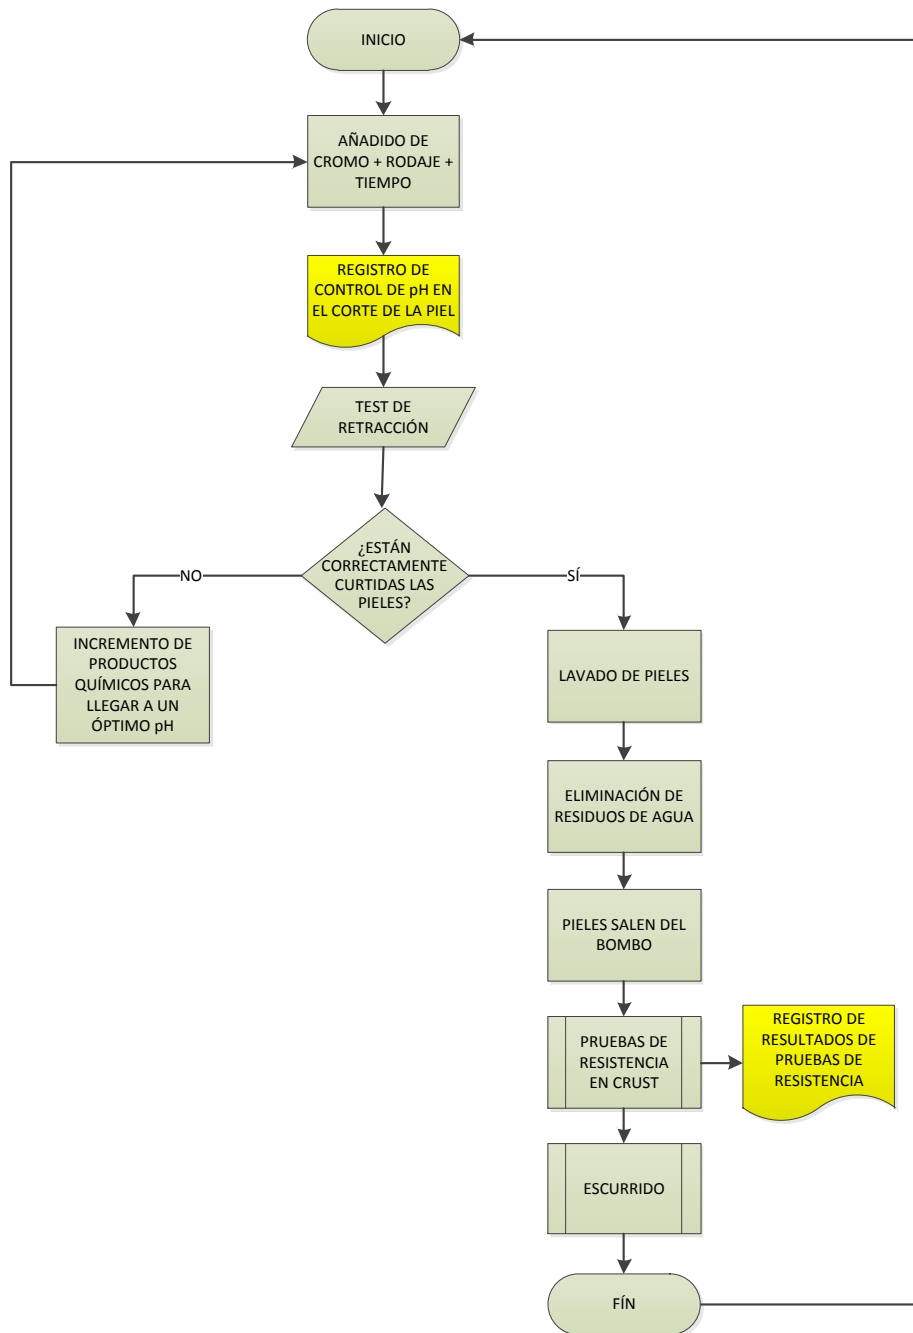 INICIO
AÑADIDO DE
CROMO + RODAJE +
TIEMPO
REGISTRO DE
CONTROL DE pH EN
EL CORTE DE LA PIEL
TEST DE
RETRACCIÓN
¿ESTÁN
CORRECTAMENTE
CURTIDAS LAS
PIELES?
NO
SÍ
INCREMENTO DE
PRODUCTOS
QUÍMICOS PARA
LLEGAR A UN
ÓPTIMO pH
LAVADO DE PIELES
ELIMINACIÓN DE
RESIDUOS DE AGUA
PIELES SALEN DEL
BOMBO
PRUEBAS DE
RESISTENCIA
EN CRUST
REGISTRO DE
RESULTADOS DE
PRUEBAS DE
RESISTENCIA
ESCURRIDO
FÍN